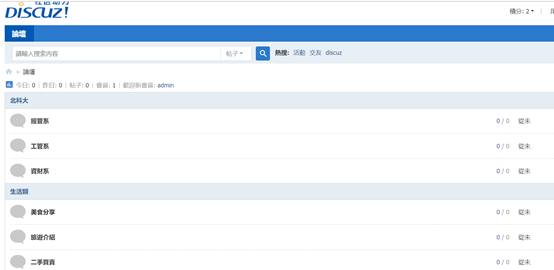 DISCUZ!
積分: 2
論壇
請輸入搜索內容 帖子 熱搜: 活動 交友 discuz
» 論壇
今日: 0 | 昨日: 0 | 帖子: 0 | 會員: 1 | 歡迎新會員: admin
北科大
經管系 0 / 0 從未
工管系 0 / 0 從未
資財系 0 / 0 從未
生活類
美食分享 0 / 0 從未
旅遊介紹 0 / 0 從未
二手買賣 0 / 0 從未